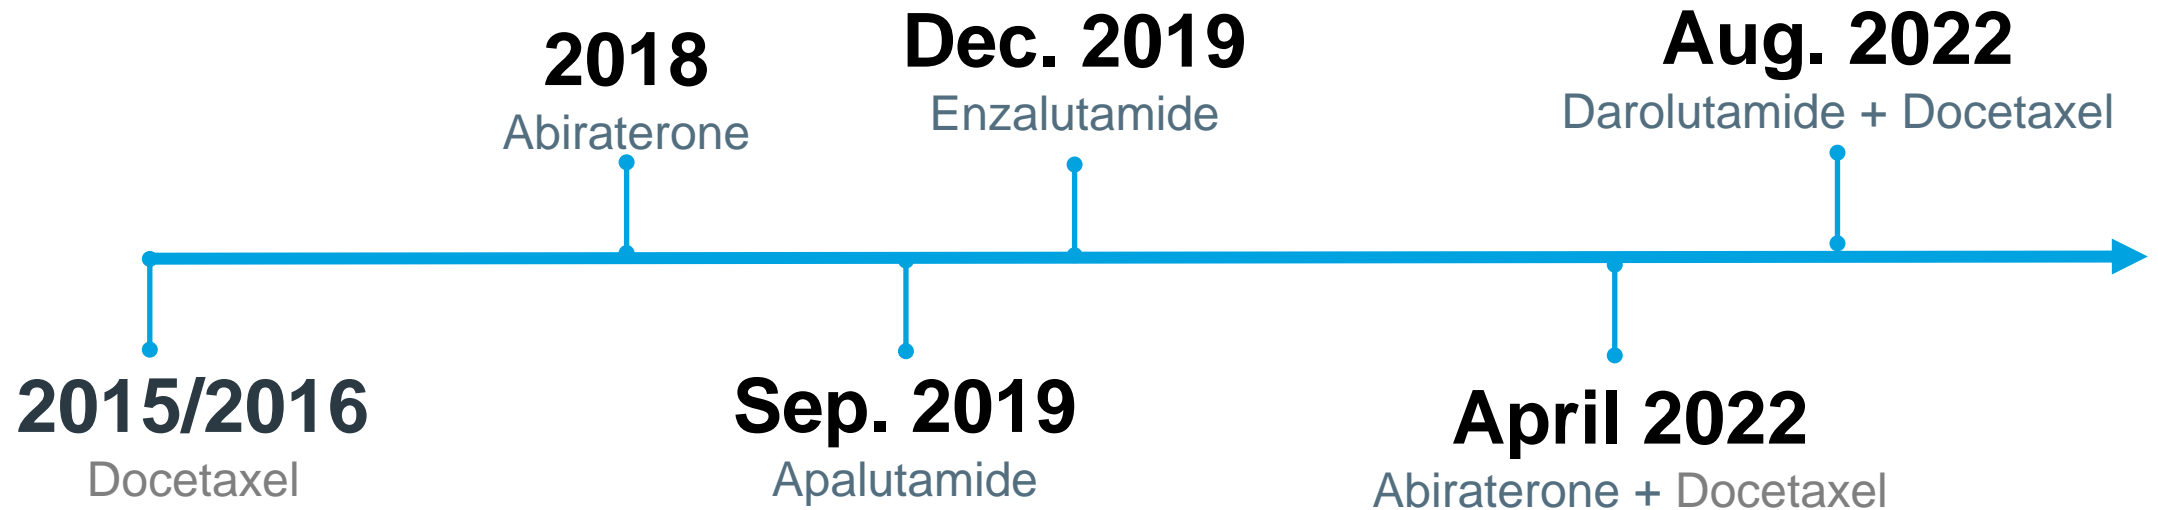 2018
Abiraterone
Dec. 2019
Enzalutamide
Aug. 2022
Darolutamide + Docetaxel
2015/2016
Docetaxel
Sep. 2019
Apalutamide
April 2022
Abiraterone + Docetaxel